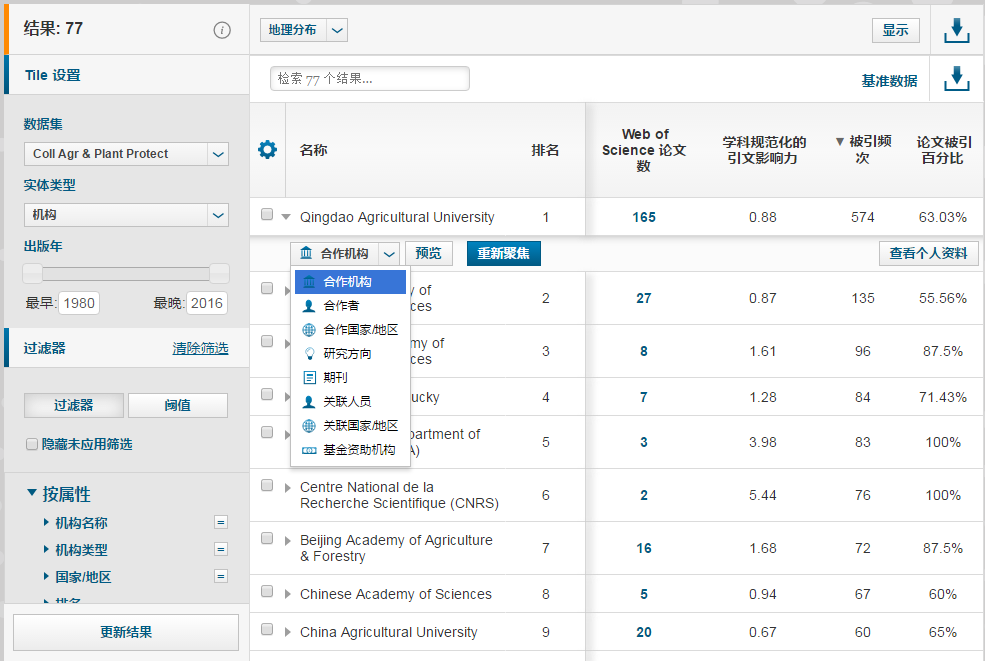 结果: 77
Tile 设置
数据集
Coll Agr & Plant Protect
实体类型
机构
出版年
最早: 1980 最晚: 2016
过滤器 清除筛选
过滤器 阈值
隐藏未应用筛选
按属性
机构名称 =
机构类型 =
国家/地区 =
更新结果
地理分布 显示
检索 77 个结果...
基准数据
名称 排名 Web of Science 论文数 学科规范化的引文影响力 ▼ 被引频次 论文被引百分比
Qingdao Agricultural University 1 165 0.88 574 63.03%
合作机构 预览 重新聚焦 查看个人资料
合作机构
合作者
合作国家/地区
研究方向
期刊
关联人员
关联国家/地区
基金资助机构
y of
ces 2 27 0.87 135 55.56%
my of
ces 3 8 1.61 96 87.5%
ucky 4 7 1.28 84 71.43%
partment of
A) 5 3 3.98 83 100%
Centre National de la
Recherche Scientifique (CNRS) 6 2 5.44 76 100%
Beijing Academy of Agriculture
& Forestry 7 16 1.68 72 87.5%
Chinese Academy of Sciences 8 5 0.94 67 60%
China Agricultural University 9 20 0.67 60 65%